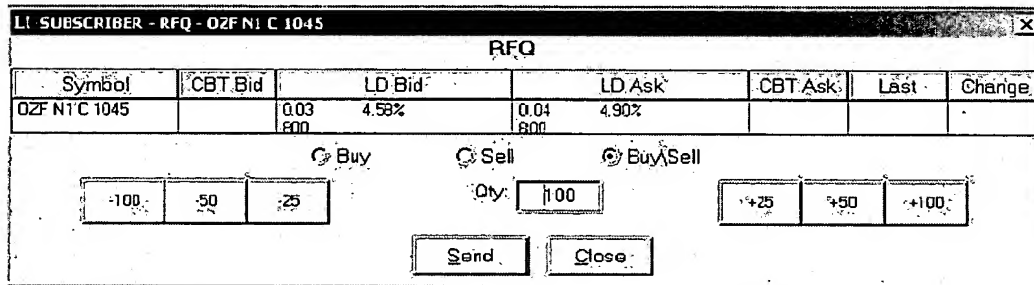 L! SUBSCRIBER - RFQ - OZF N1 C 1045 X
RFQ
Symbol CBT Bid LD Bid LD Ask CBT Ask Last Change
OZF N1 C 1045 0.03 4.58% 0.04 4.90%
800 800
Buy Sell Buy\Sell
-100 -50 -25 Qty: 100 +25 +50 +100
Send Close